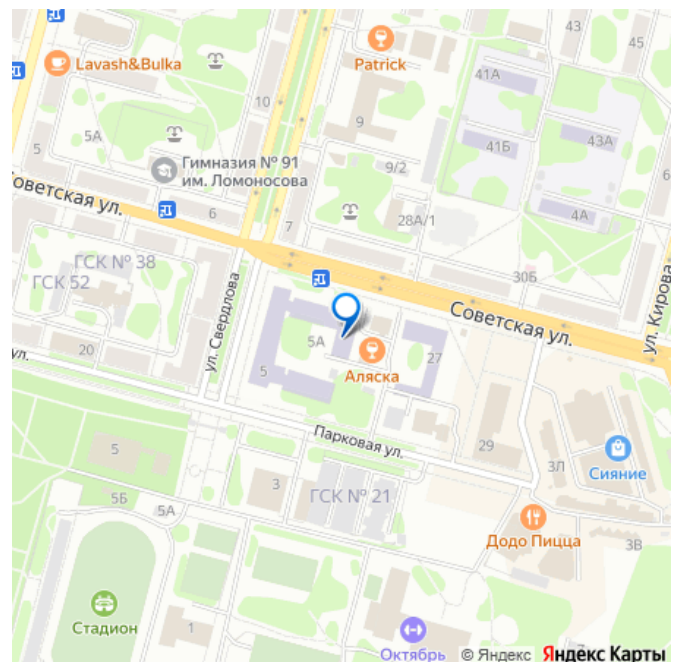 43
45
Lavash&Bulka
Patrick
41А
10
9
5А
5
Гимназия № 91
им. Ломоносова
41Б
43А
9/2
6
Советская ул.
6
7
28А/1
4А
ГСК № 38
ГСК 52
30Б
ул. Кирова
ул. Свердлова
Советская ул.
20
ул.
5А
27
5
Аляска
Парковая ул.
29
5
3
ГСК № 21
3Л
Сияние
5Б
5А
Додо Пицца
3В
Стадион
1
Октябрь
© Яндекс Яндекс Карты